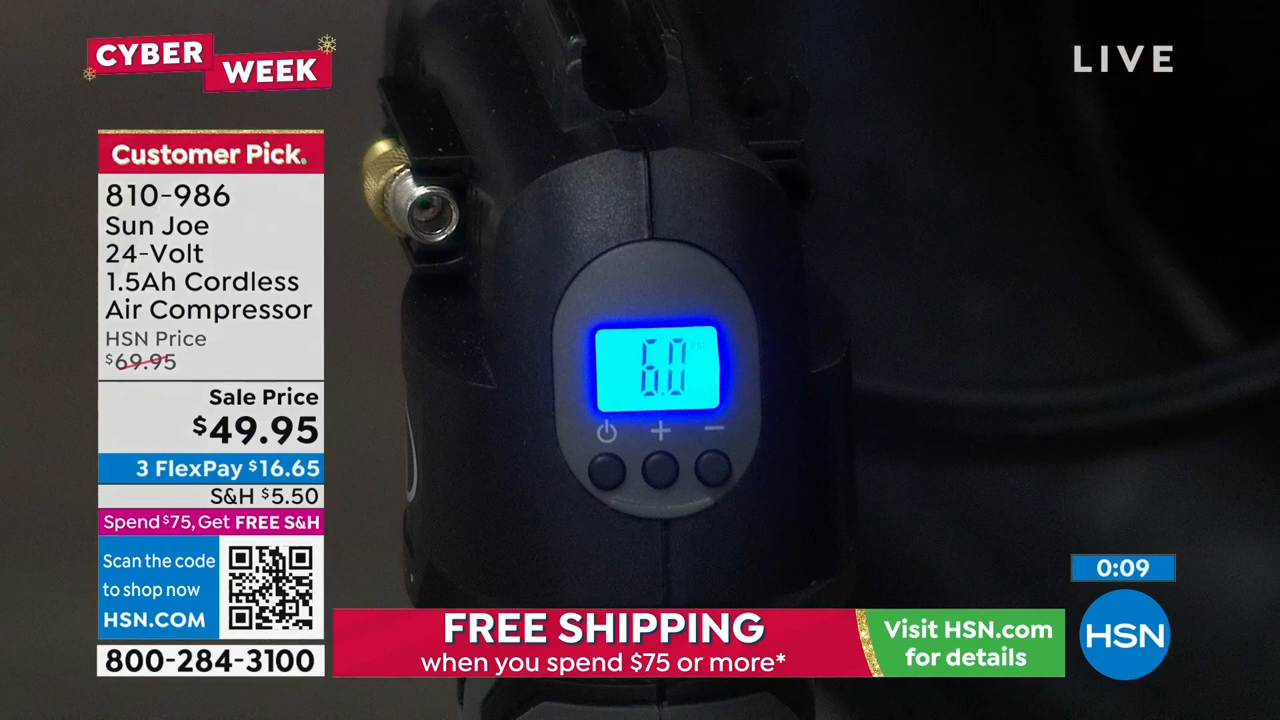 CYBER
WEEK
LIVE
Customer Pick.
810-986
Sun Joe
24-Volt
1.5Ah Cordless
Air Compressor
HSN Price
$69.95
Sale Price
$49.95
3 FlexPay $16.65
S&H $5.50
Spend $75, Get FREE S&H
Scan the code
to shop now
HSN.COM
800-284-3100
6.0 PSI
+ −
FREE SHIPPING
when you spend $75 or more*
Visit HSN.com
for details
0:09
HSN